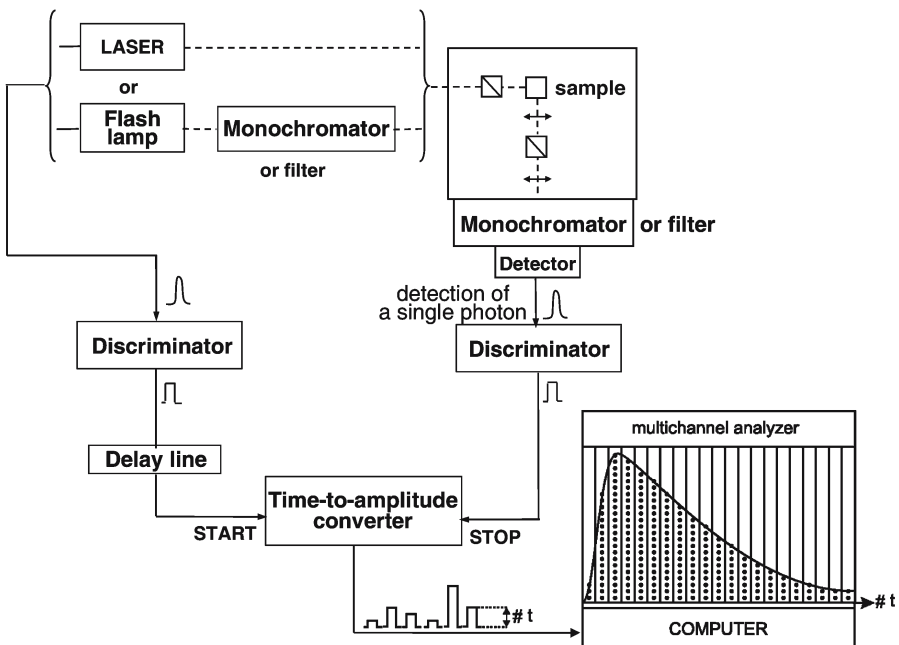 LASER
or
Flash
lamp
Monochromator
or filter
sample
Monochromator or filter
Detector
detection of
a single photon
Discriminator
Discriminator
Delay line
Time-to-amplitude
converter
START
STOP
multichannel analyzer
# t
# t
COMPUTER